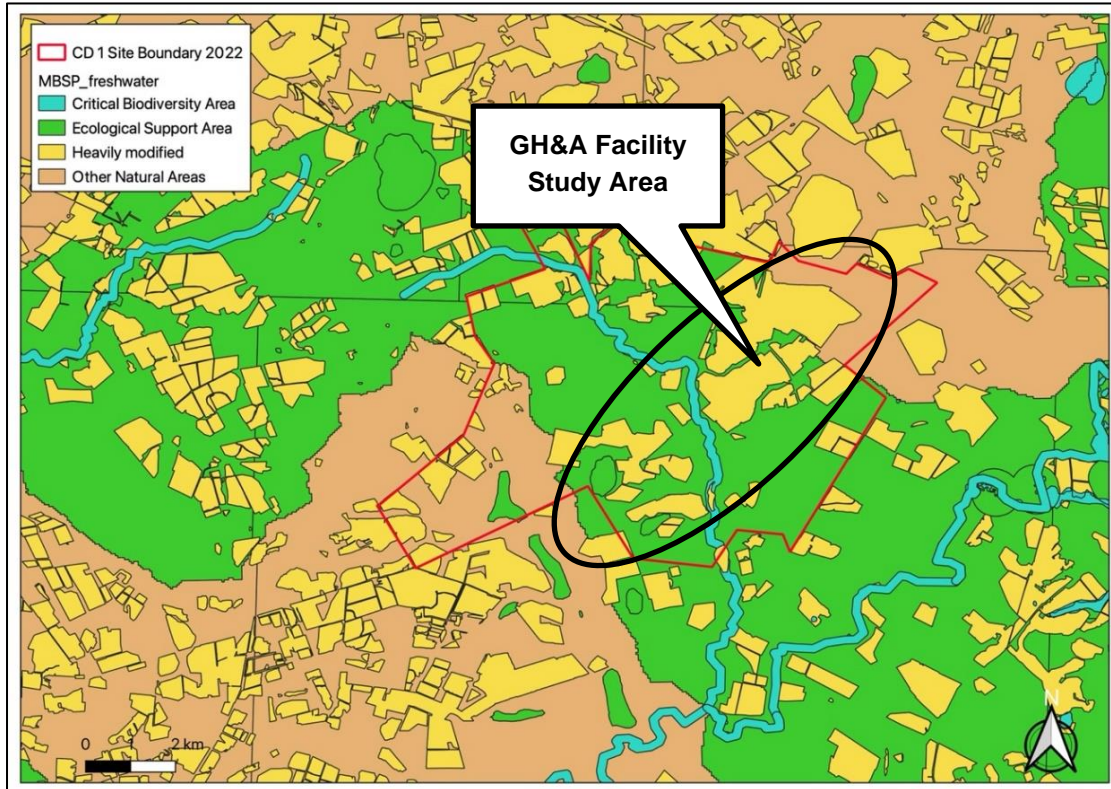 CD 1 Site Boundary 2022
MBSP_freshwater
Critical Biodiversity Area
Ecological Support Area
Heavily modified
Other Natural Areas
GH&A Facility
Study Area
N
0 1 2 km